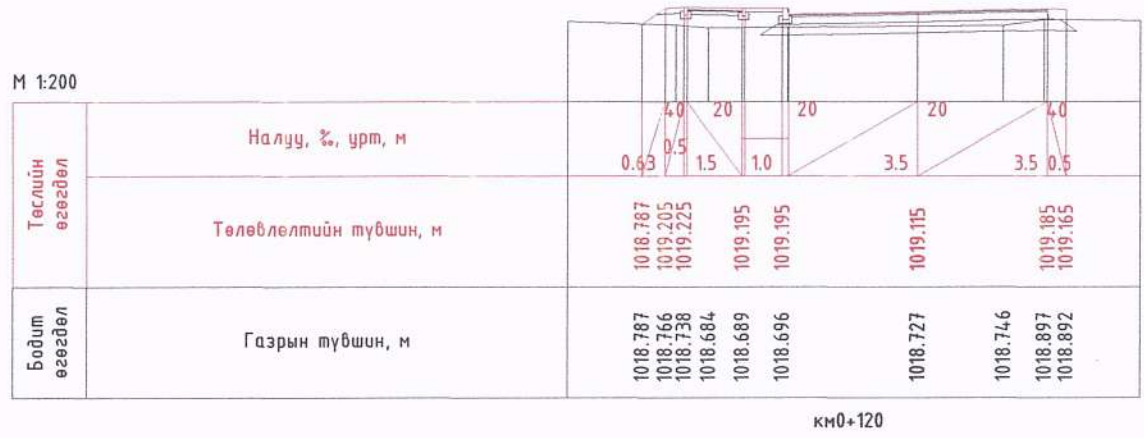 М 1:200
Төслийн өгөгдөл
Налуу, ‰, урт, м
40 20 20 20 40
0.63 0.5 1.5 1.0 3.5 3.5 0.5
Төлөвлөлтийн түвшин, м
1018.787 1019.205 1019.225 1019.195 1019.195 1019.115 1019.185 1019.165
Бодит өгөгдөл
Газрын түвшин, м
1018.787 1018.766 1018.738 1018.684 1018.689 1018.696 1018.727 1018.746 1018.897 1018.892
км0+120